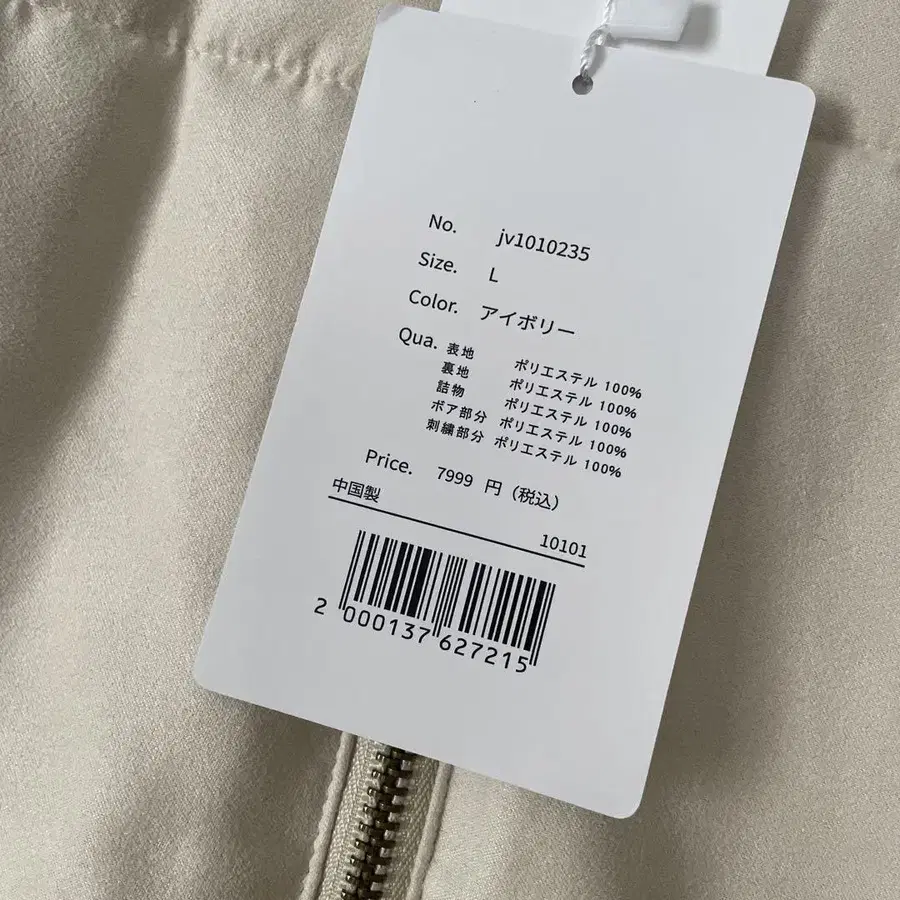 No. jv1010235
Size. L
Color. アイボリー
Qua. 表地 ポリエステル 100%
裏地 ポリエステル 100%
詰物 ポリエステル 100%
ボア部分 ポリエステル 100%
刺繍部分 ポリエステル 100%
Price. 7999 円（税込）
中国製 10101
2 000137 627215